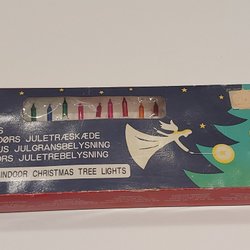 S
DØRS JULETRÆSKÆDE
US JULGRANSBELYSNING
ØRS JULETREBELYSNING
INDOOR CHRISTMAS TREE LIGHTS